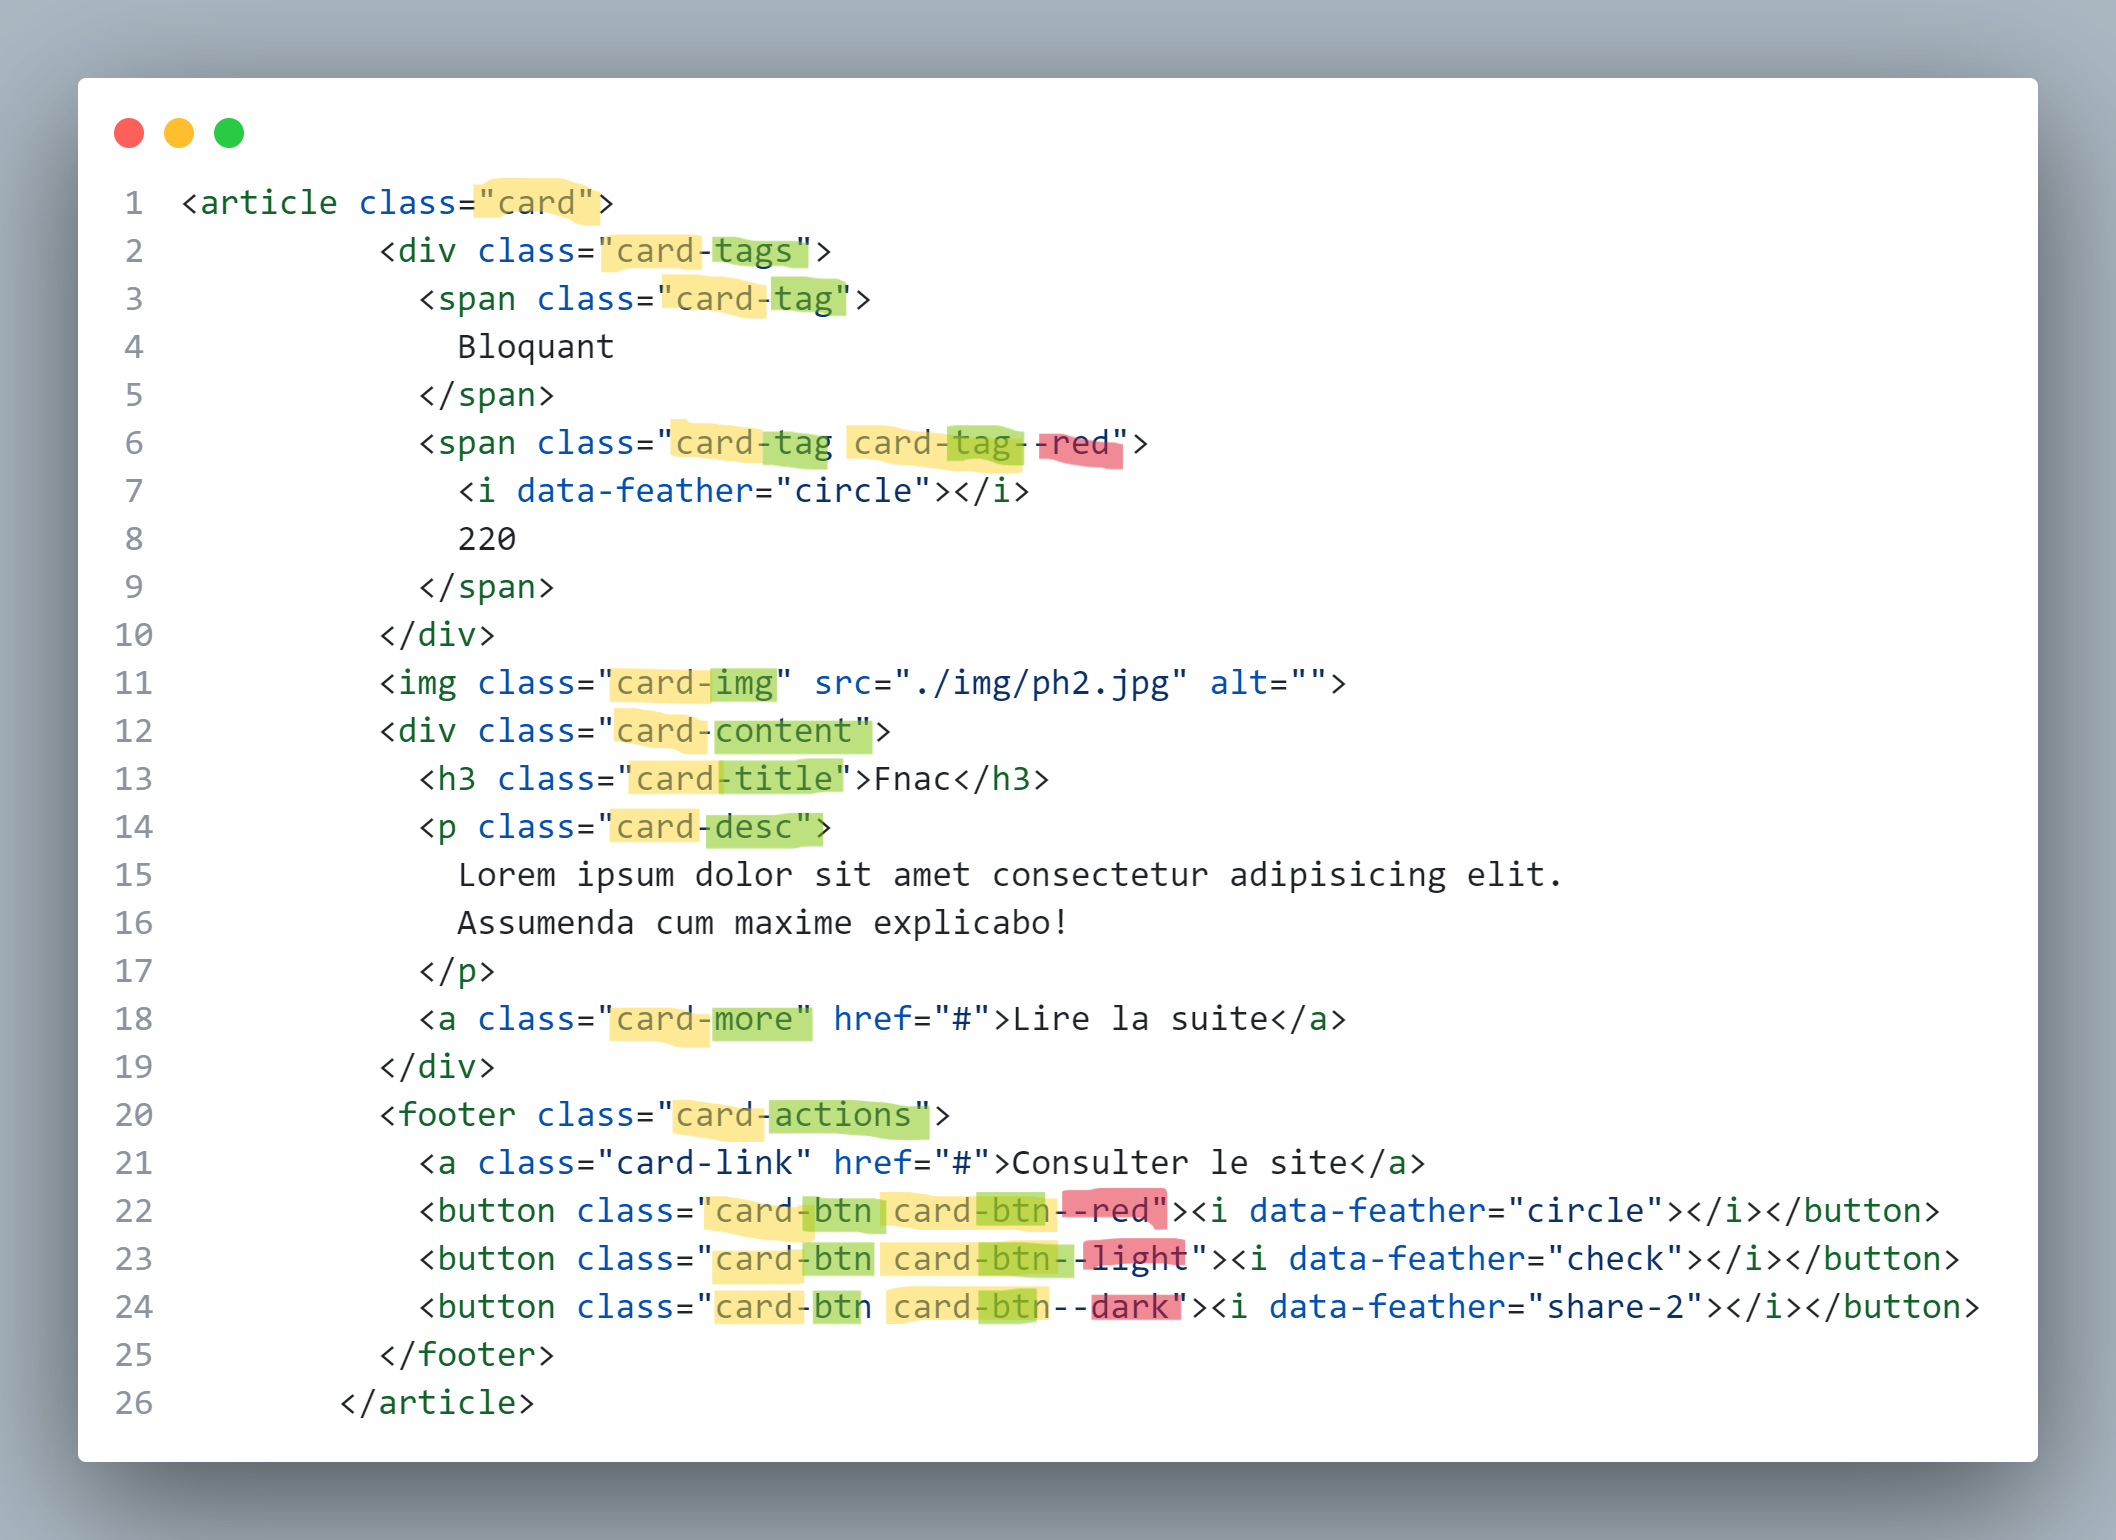 1 <article class="card">
2 <div class="card-tags">
3 <span class="card-tag">
4 Bloquant
5 </span>
6 <span class="card-tag card-tag--red">
7 <i data-feather="circle"></i>
8 220
9 </span>
10 </div>
11 <img class="card-img" src="./img/ph2.jpg" alt="">
12 <div class="card-content">
13 <h3 class="card-title">Fnac</h3>
14 <p class="card-desc">
15 Lorem ipsum dolor sit amet consectetur adipisicing elit.
16 Assumenda cum maxime explicabo!
17 </p>
18 <a class="card-more" href="#">Lire la suite</a>
19 </div>
20 <footer class="card-actions">
21 <a class="card-link" href="#">Consulter le site</a>
22 <button class="card-btn card-btn--red"><i data-feather="circle"></i></button>
23 <button class="card-btn card-btn--light"><i data-feather="check"></i></button>
24 <button class="card-btn card-btn--dark"><i data-feather="share-2"></i></button>
25 </footer>
26 </article>